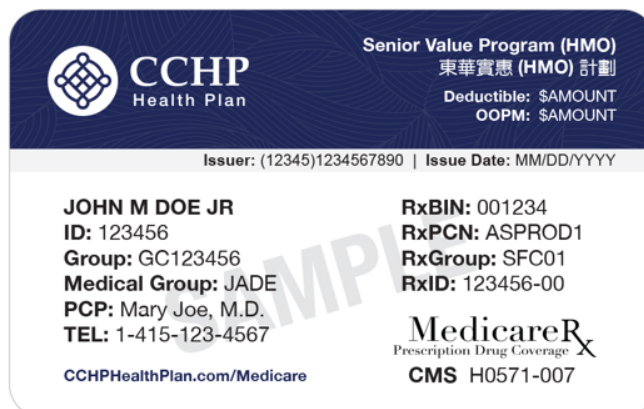 CCHP
Health Plan
Senior Value Program (HMO)
東華實惠 (HMO) 計劃
Deductible: $AMOUNT
OOPM: $AMOUNT
Issuer: (12345)1234567890 | Issue Date: MM/DD/YYYY
JOHN M DOE JR
ID: 123456
Group: GC123456
Medical Group: JADE
PCP: Mary Joe, M.D.
TEL: 1-415-123-4567
CCHPHealthPlan.com/Medicare
RxBIN: 001234
RxPCN: ASPROD1
RxGroup: SFC01
RxID: 123456-00
MedicareRx
Prescription Drug Coverage
CMS H0571-007
SAMPLE